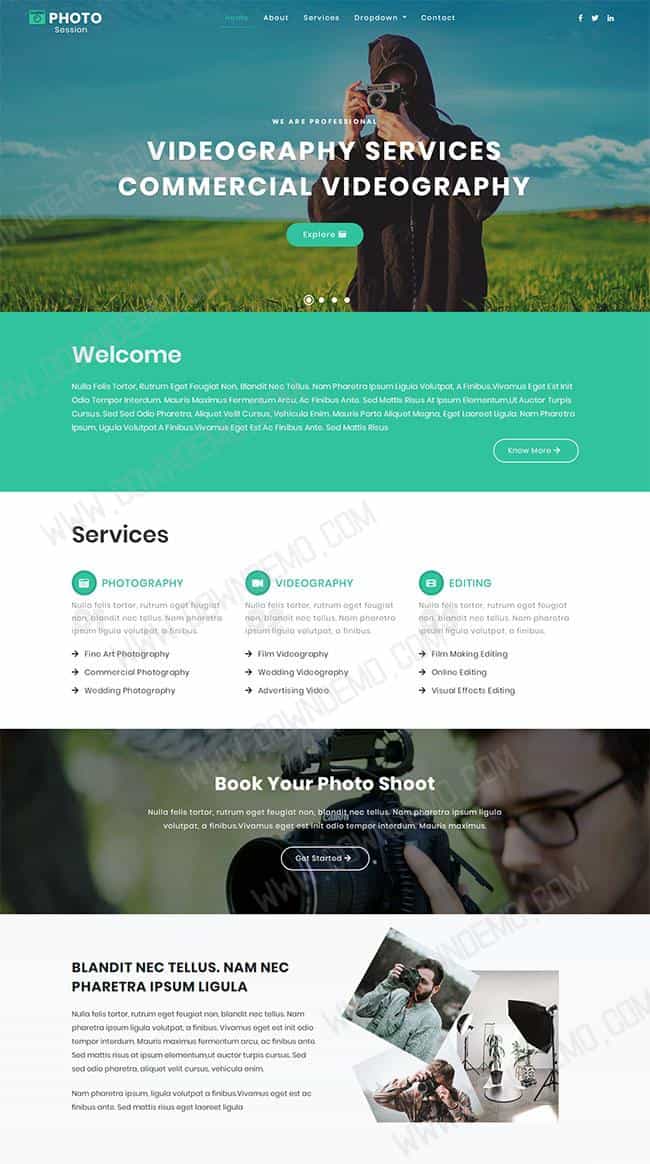 PHOTO
Session
Home About Services Dropdown Contact
WE ARE PROFESSIONAL
VIDEOGRAPHY SERVICES
COMMERCIAL VIDEOGRAPHY
Explore
Welcome
Nulla Felis Tortor, Rutrum Eget Feugiat Non, Blandit Nec Tellus. Nam Pharetra Ipsum Ligula Volutpat, A Finibus.Vivamus Eget Est Init
Odio Tempor Interdum. Mauris Maximus Fermentum Arcu, Ac Finibus Ante. Sed Mattis Risus At Ipsum Elementum,Ut Auctor Turpis
Cursus. Sed Sed Odio Pharetra, Aliquet Velit Cursus, Vehicula Enim. Mauris Porta Aliquet Magna, Eget Laoreet Ligula. Nam Pharetra
Ipsum, Ligula Volutpat A Finibus.Vivamus Eget Est Ac Finibus Ante. Sed Mattis Risus
Know More
Services
PHOTOGRAPHY
Nulla felis tortor, rutrum eget feugiat
non, blandit nec tellus. Nam pharetra
ipsum ligula volutpat, a finibus.
Fine Art Photography
Commercial Photography
Wedding Photography
VIDEOGRAPHY
Nulla felis tortor, rutrum eget feugiat
non, blandit nec tellus. Nam pharetra
ipsum ligula volutpat, a finibus.
Film Videography
Wedding Videography
Advertising Video
EDITING
Nulla felis tortor, rutrum eget feugiat
non, blandit nec tellus. Nam pharetra
ipsum ligula volutpat, a finibus.
Film Making Editing
Online Editing
Visual Effects Editing
Book Your Photo Shoot
Nulla felis tortor, rutrum eget feugiat non, blandit nec tellus. Nam pharetra ipsum ligula
volutpat, a finibus.Vivamus eget est init odio tempor interdum. Mauris maximus.
Canon
Get Started
BLANDIT NEC TELLUS. NAM NEC
PHARETRA IPSUM LIGULA
Nulla felis tortor, rutrum eget feugiat non, blandit nec tellus. Nam
pharetra ipsum ligula volutpat, a finibus. Vivamus eget est init odio
tempor interdum. Mauris maximus fermentum arcu, ac finibus ante.
Sed mattis risus at ipsum elementum,ut auctor turpis cursus. Sed
sed odio pharetra, aliquet velit cursus, vehicula enim.
Nam pharetra ipsum, ligula volutpat a finibus.Vivamus eget est ac
finibus ante. Sed mattis risus eget laoreet ligula
WWW.DOWNDEMO.COM